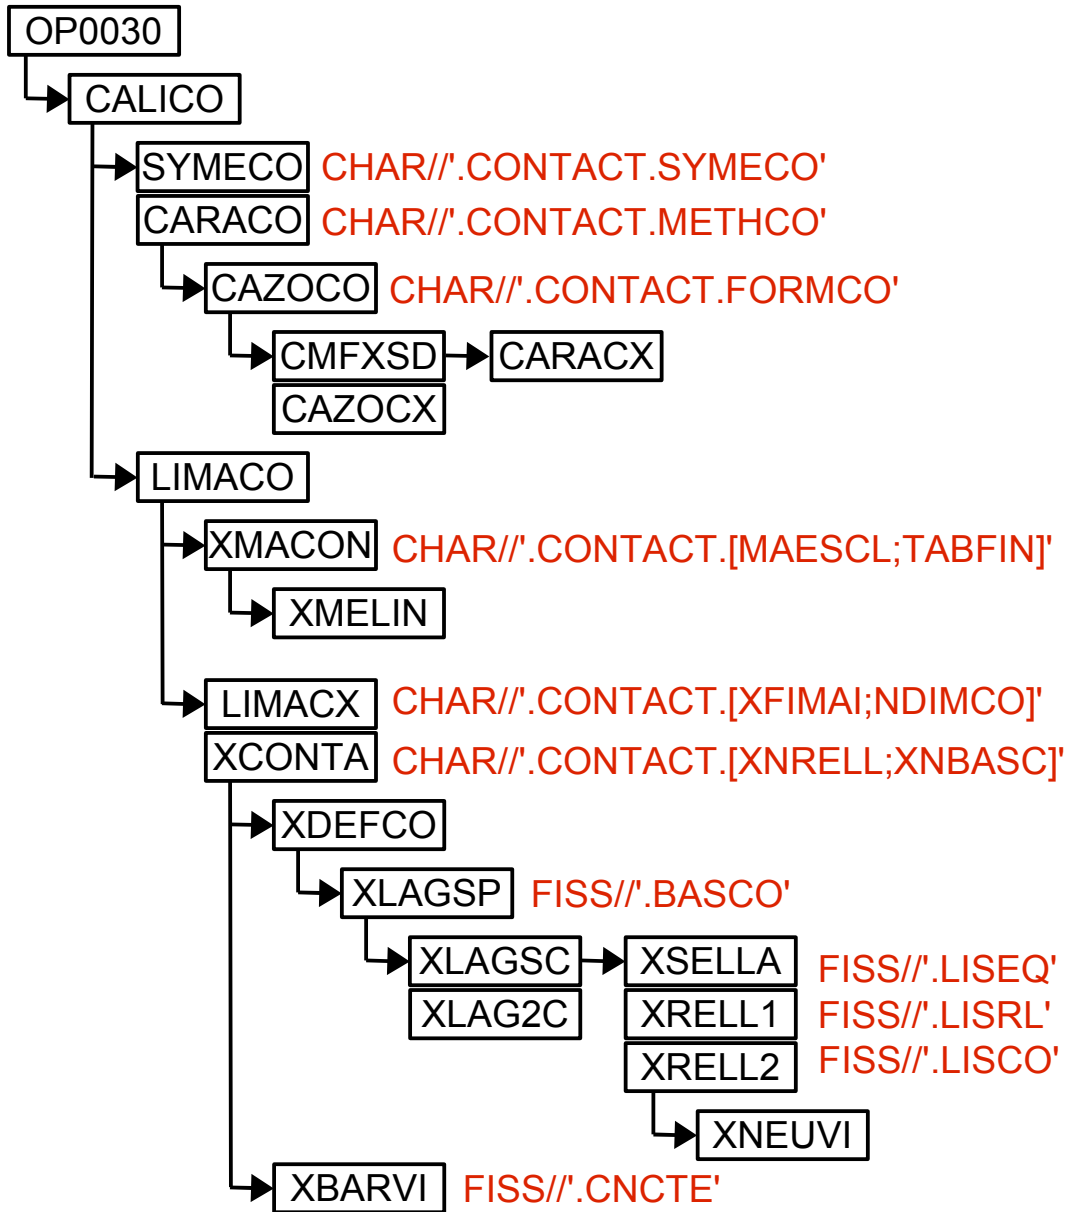 OP0030
CALICO
SYMECO CHAR//'.CONTACT.SYMECO'
CARACO CHAR//'.CONTACT.METHCO'
CAZOCO CHAR//'.CONTACT.FORMCO'
CMFXSD CARACX
CAZOCX
LIMACO
XMACON CHAR//'.CONTACT.[MAESCL;TABFIN]'
XMELIN
LIMACX CHAR//'.CONTACT.[XFIMAI;NDIMCO]'
XCONTA CHAR//'.CONTACT.[XNRELL;XNBASC]'
XDEFCO
XLAGSP FISS//'.BASCO'
XLAGSC XSELLA FISS//'.LISEQ'
XLAG2C XRELL1 FISS//'.LISRL'
XRELL2 FISS//'.LISCO'
XNEUVI
XBARVI FISS//'.CNCTE'